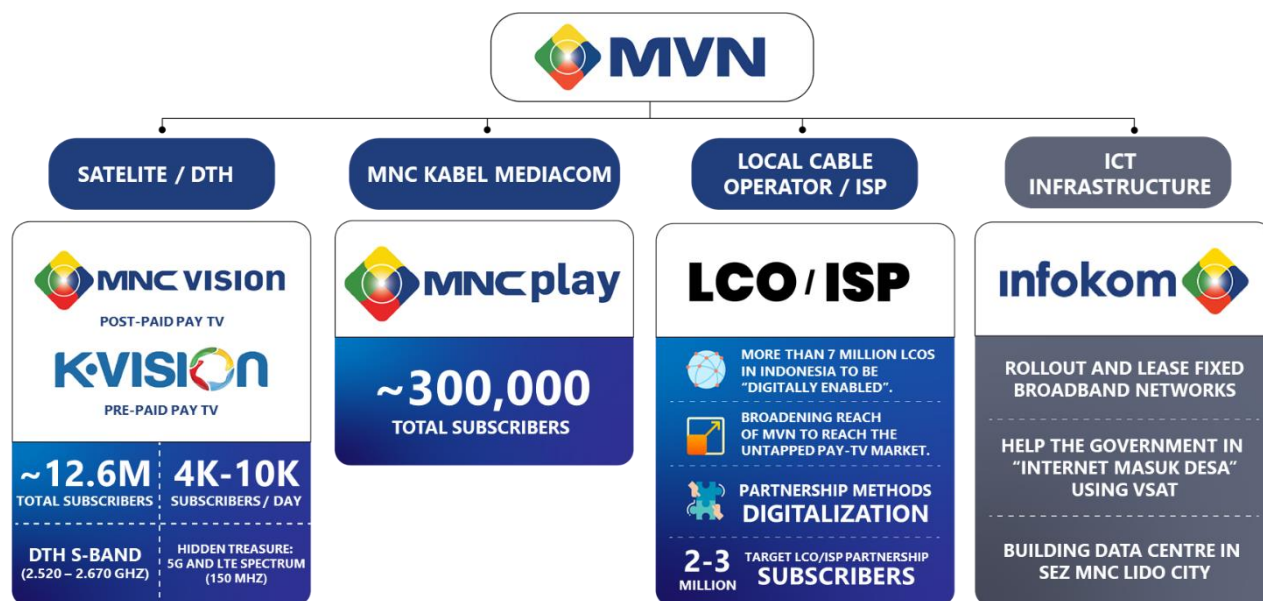 MVN
SATELITE / DTH
MNC VISION
POST-PAID PAY TV
K-VISION
PRE-PAID PAY TV
~12.6M
TOTAL SUBSCRIBERS
4K-10K
SUBSCRIBERS / DAY
DTH S-BAND
(2.520 – 2.670 GHZ)
HIDDEN TREASURE:
5G AND LTE SPECTRUM
(150 MHZ)
MNC KABEL MEDIACOM
MNC play
~300,000
TOTAL SUBSCRIBERS
LOCAL CABLE
OPERATOR / ISP
LCO / ISP
MORE THAN 7 MILLION LCOS
IN INDONESIA TO BE
“DIGITALLY ENABLED”.
BROADENING REACH
OF MVN TO REACH THE
UNTAPPED PAY-TV MARKET.
PARTNERSHIP METHODS
DIGITALIZATION
2-3
MILLION
TARGET LCO/ISP PARTNERSHIP
SUBSCRIBERS
ICT
INFRASTRUCTURE
infokom
ROLLOUT AND LEASE FIXED
BROADBAND NETWORKS
HELP THE GOVERNMENT IN
“INTERNET MASUK DESA”
USING VSAT
BUILDING DATA CENTRE IN
SEZ MNC LIDO CITY